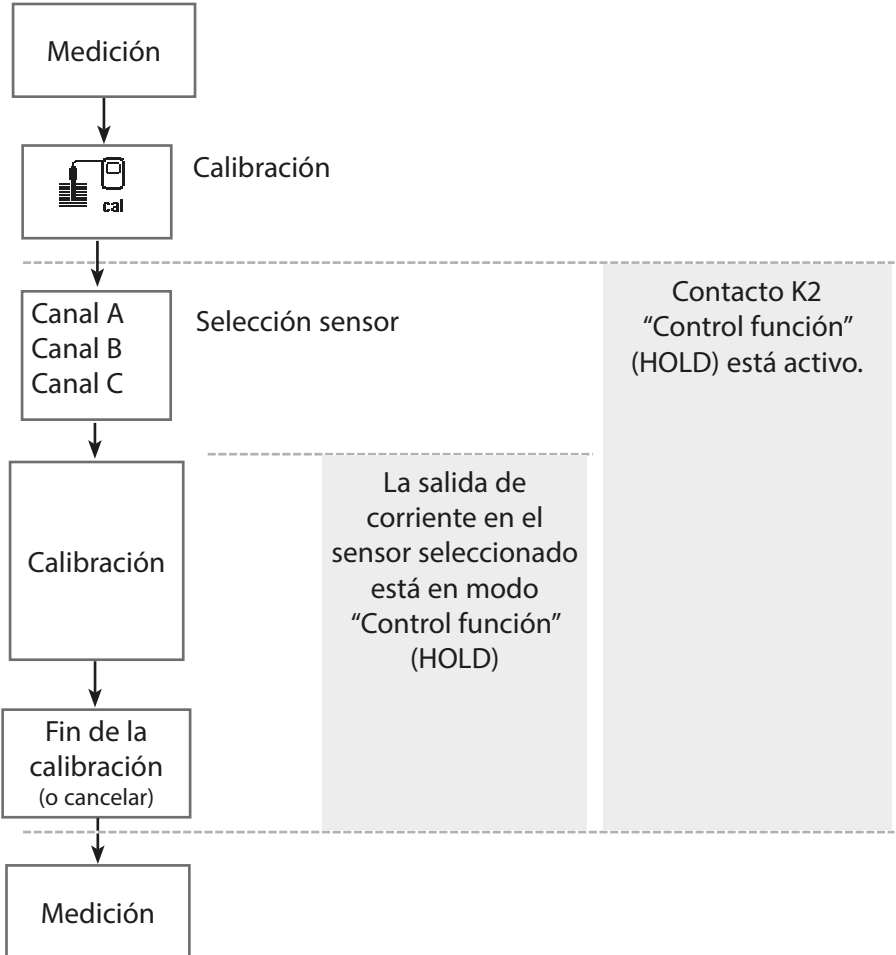 Medición
cal
Calibración
Canal A
Canal B
Canal C
Selección sensor
Contacto K2
“Control función”
(HOLD) está activo.
Calibración
La salida de
corriente en el
sensor seleccionado
está en modo
“Control función”
(HOLD)
Fin de la
calibración
(o cancelar)
Medición